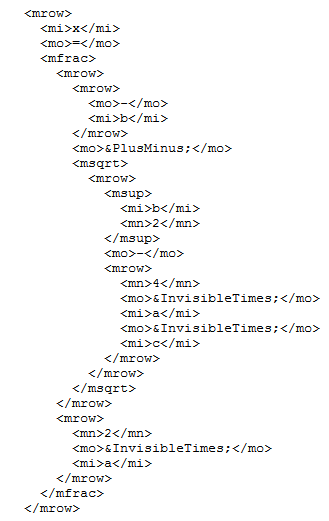 <mrow>
  <mi>x</mi>
  <mo>=</mo>
  <mfrac>
    <mrow>
      <mrow>
        <mo>-</mo>
        <mi>b</mi>
      </mrow>
      <mo>&PlusMinus;</mo>
      <msqrt>
        <mrow>
          <msup>
            <mi>b</mi>
            <mn>2</mn>
          </msup>
          <mo>-</mo>
          <mrow>
            <mn>4</mn>
            <mo>&InvisibleTimes;</mo>
            <mi>a</mi>
            <mo>&InvisibleTimes;</mo>
            <mi>c</mi>
          </mrow>
        </mrow>
      </msqrt>
    </mrow>
    <mrow>
      <mn>2</mn>
      <mo>&InvisibleTimes;</mo>
      <mi>a</mi>
    </mrow>
  </mfrac>
</mrow>